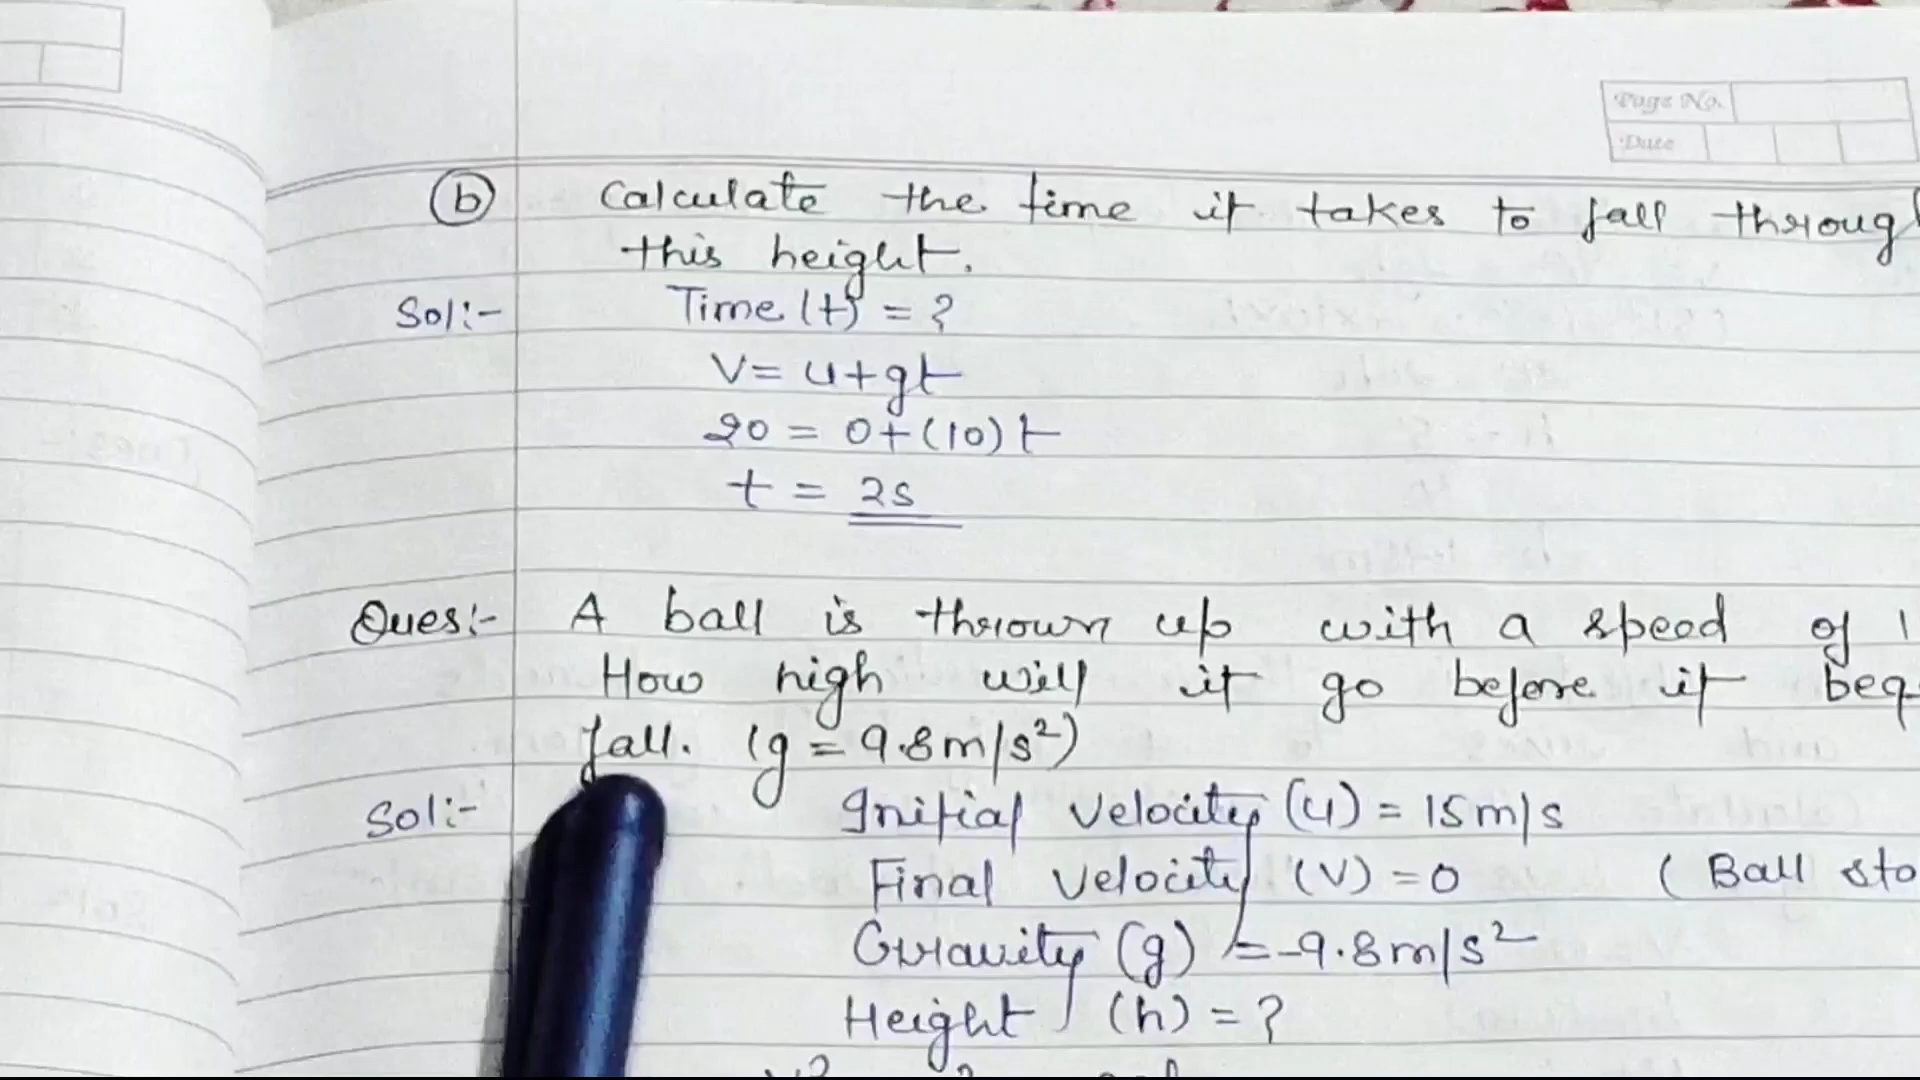 Page No.
Date
(b) Calculate the time it takes to fall through
this height.
Sol:- Time (t) = ?
V= u+gt
20 = 0+(10)t
t = 2s
Ques:- A ball is thrown up with a speed of 1
How high will it go before it beg
fall. (g = 9.8m/s²)
Sol:- Initial velocity (u) = 15m/s
Final velocity (v) = 0 ( Ball sto
Gravity (g) = -9.8m/s²
Height (h) = ?